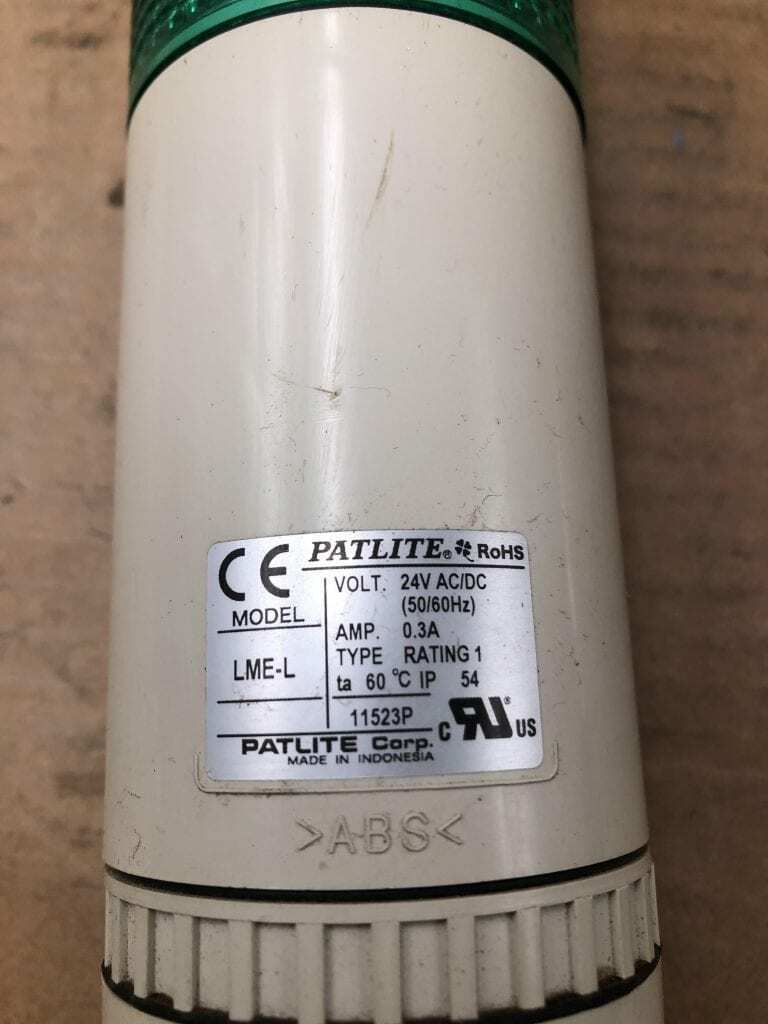 CE PATLITE® RoHS
VOLT. 24V AC/DC
(50/60Hz)
MODEL
AMP. 0.3A
LME-L
TYPE RATING 1
ta 60 °C IP 54
11523P
C RU® US
PATLITE Corp.
MADE IN INDONESIA
>ABS<